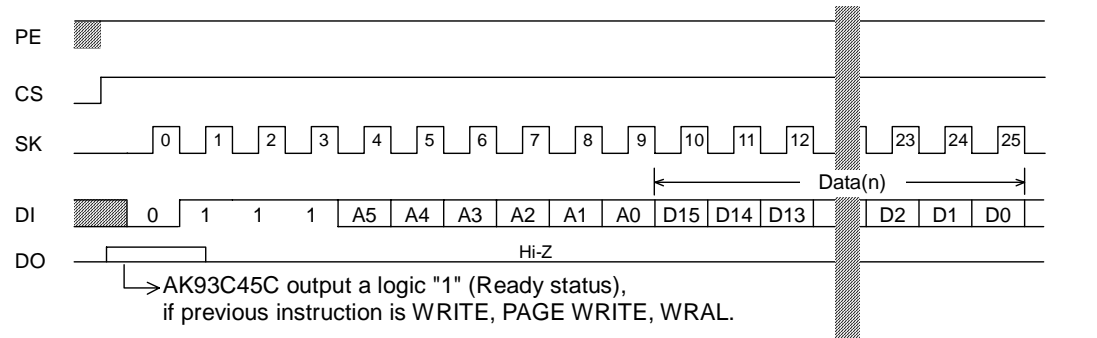 PE
CS
SK 0 1 2 3 4 5 6 7 8 9 10 11 12 23 24 25
Data(n)
DI 0 1 1 1 A5 A4 A3 A2 A1 A0 D15 D14 D13 D2 D1 D0
DO Hi-Z
AK93C45C output a logic "1" (Ready status),
if previous instruction is WRITE, PAGE WRITE, WRAL.